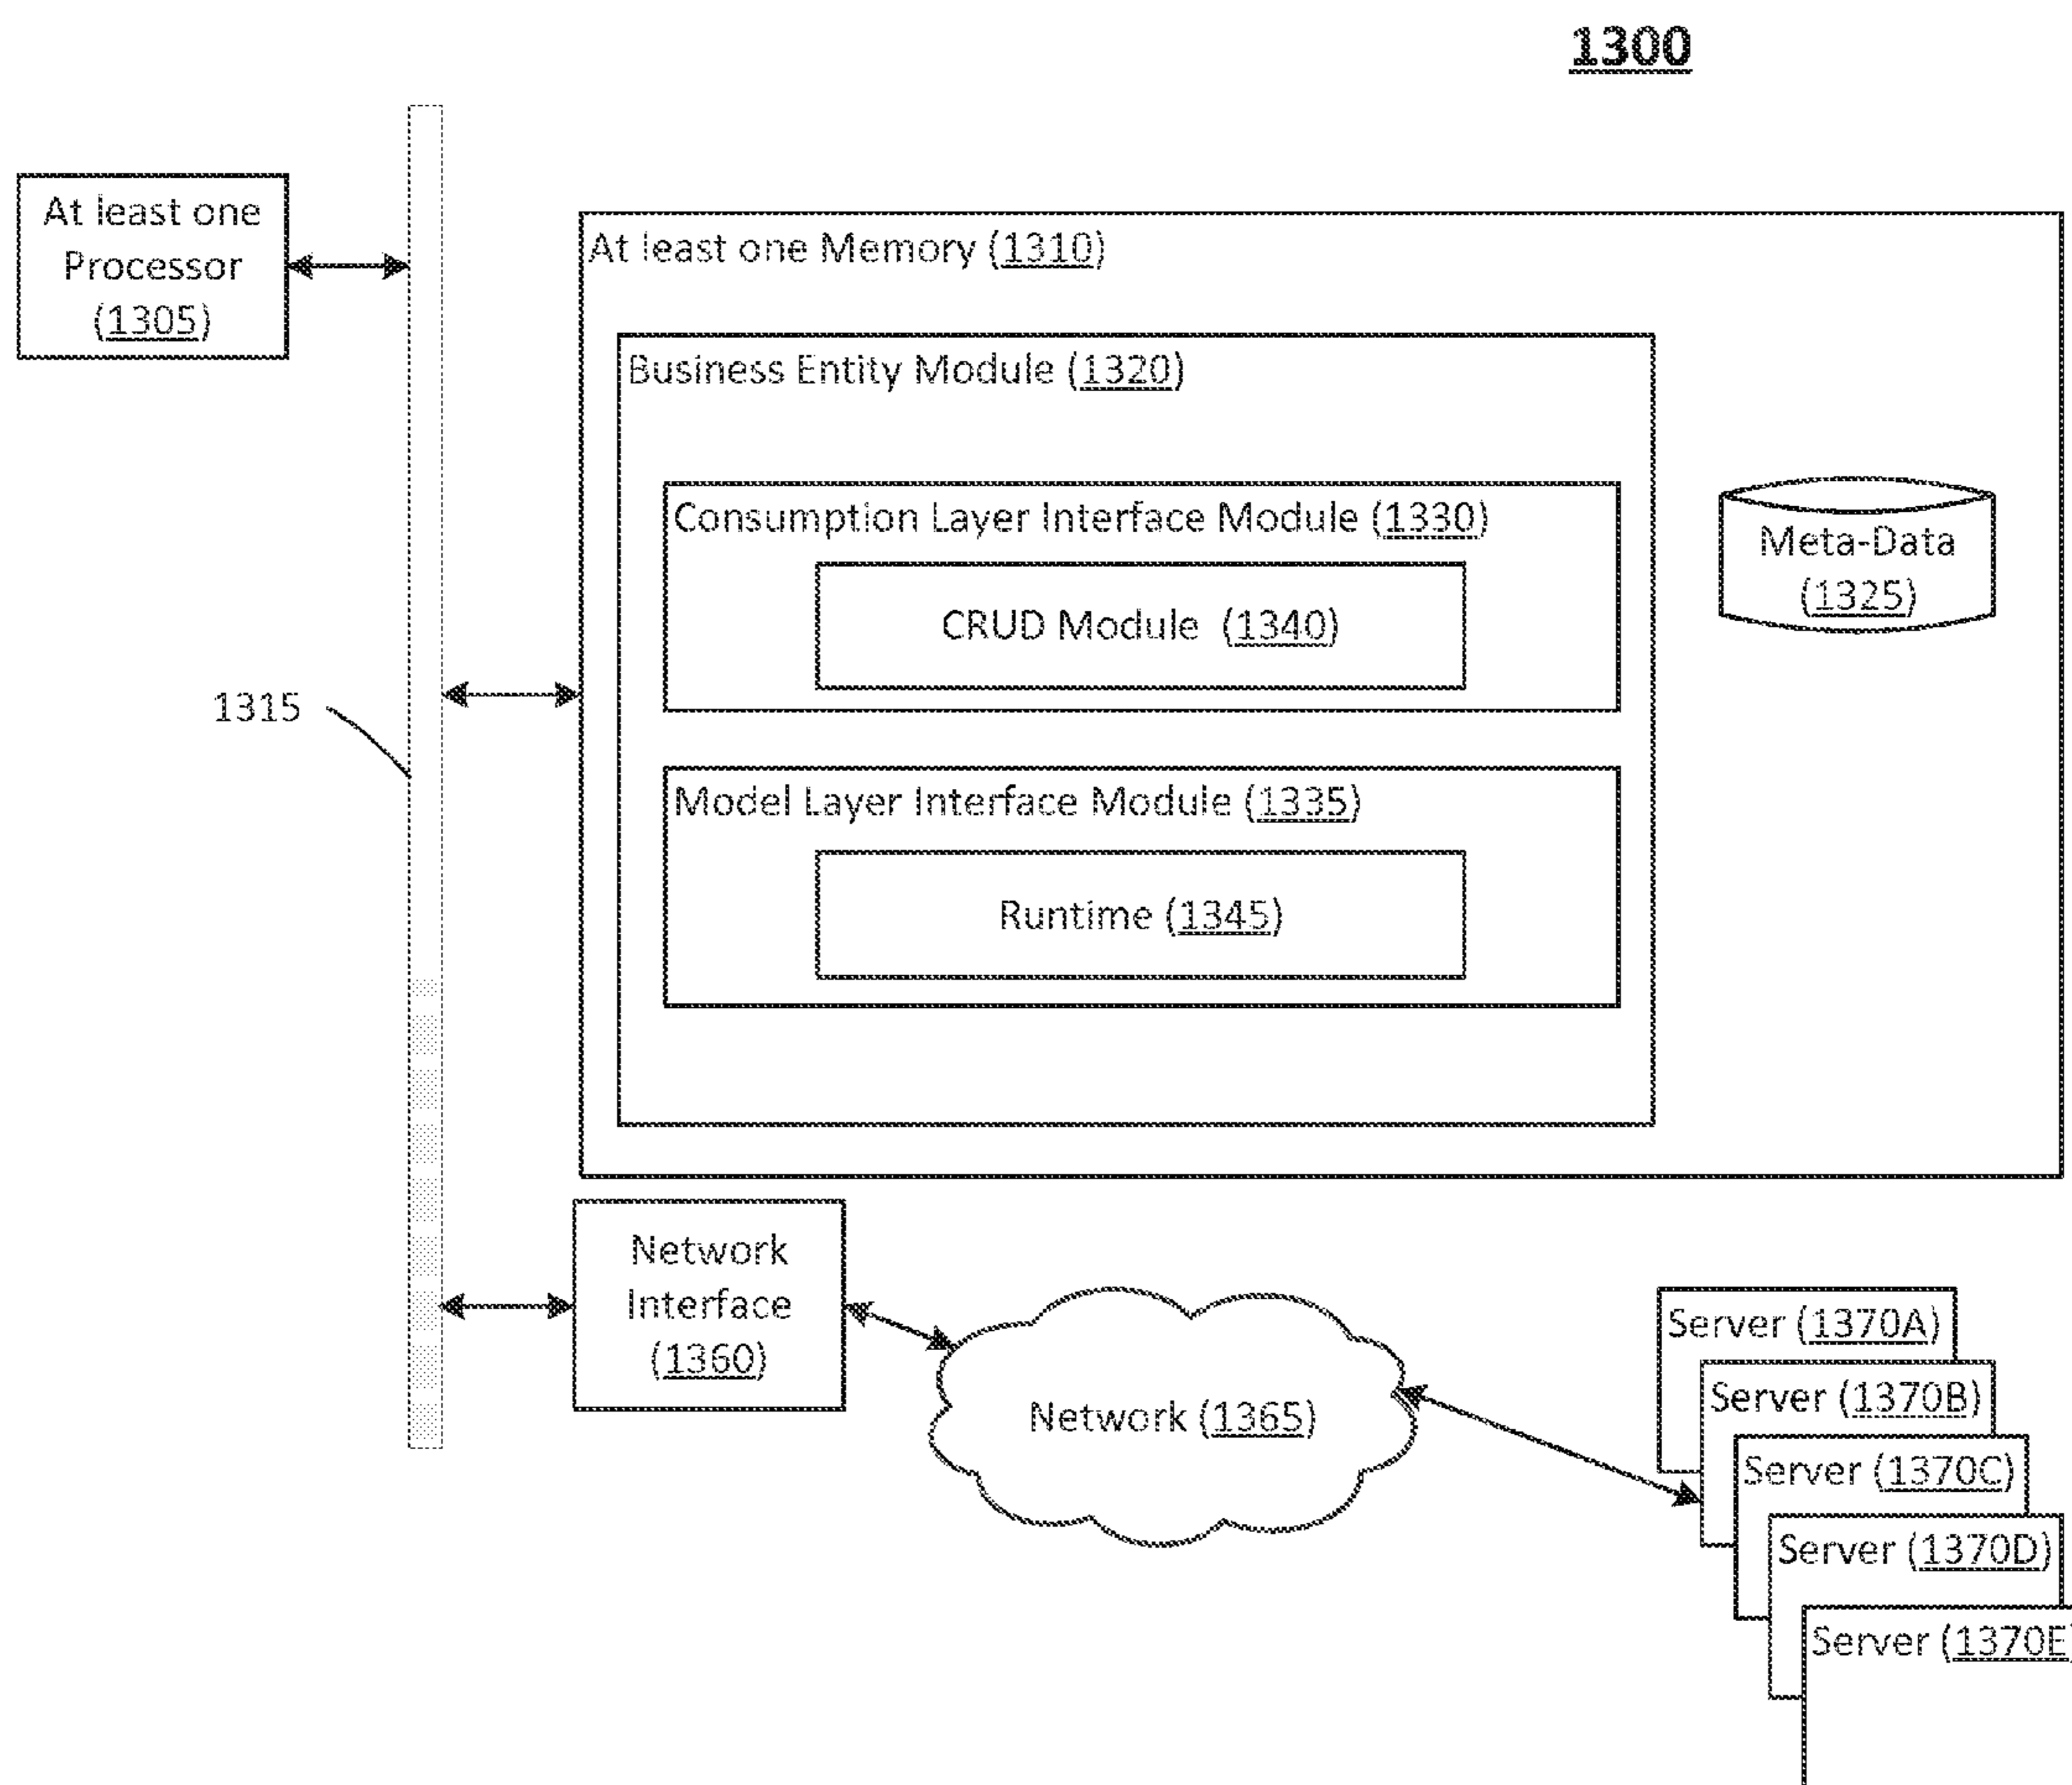 1300
At least one
Processor
(1305)
At least one Memory (1310)
Business Entity Module (1320)
Consumption Layer Interface Module (1330)
CRUD Module (1340)
Meta-Data
(1325)
1315
Model Layer Interface Module (1335)
Runtime (1345)
Network
Interface
(1360)
Network (1365)
Server (1370A)
Server (1370B)
Server (1370C)
Server (1370D)
Server (1370E)